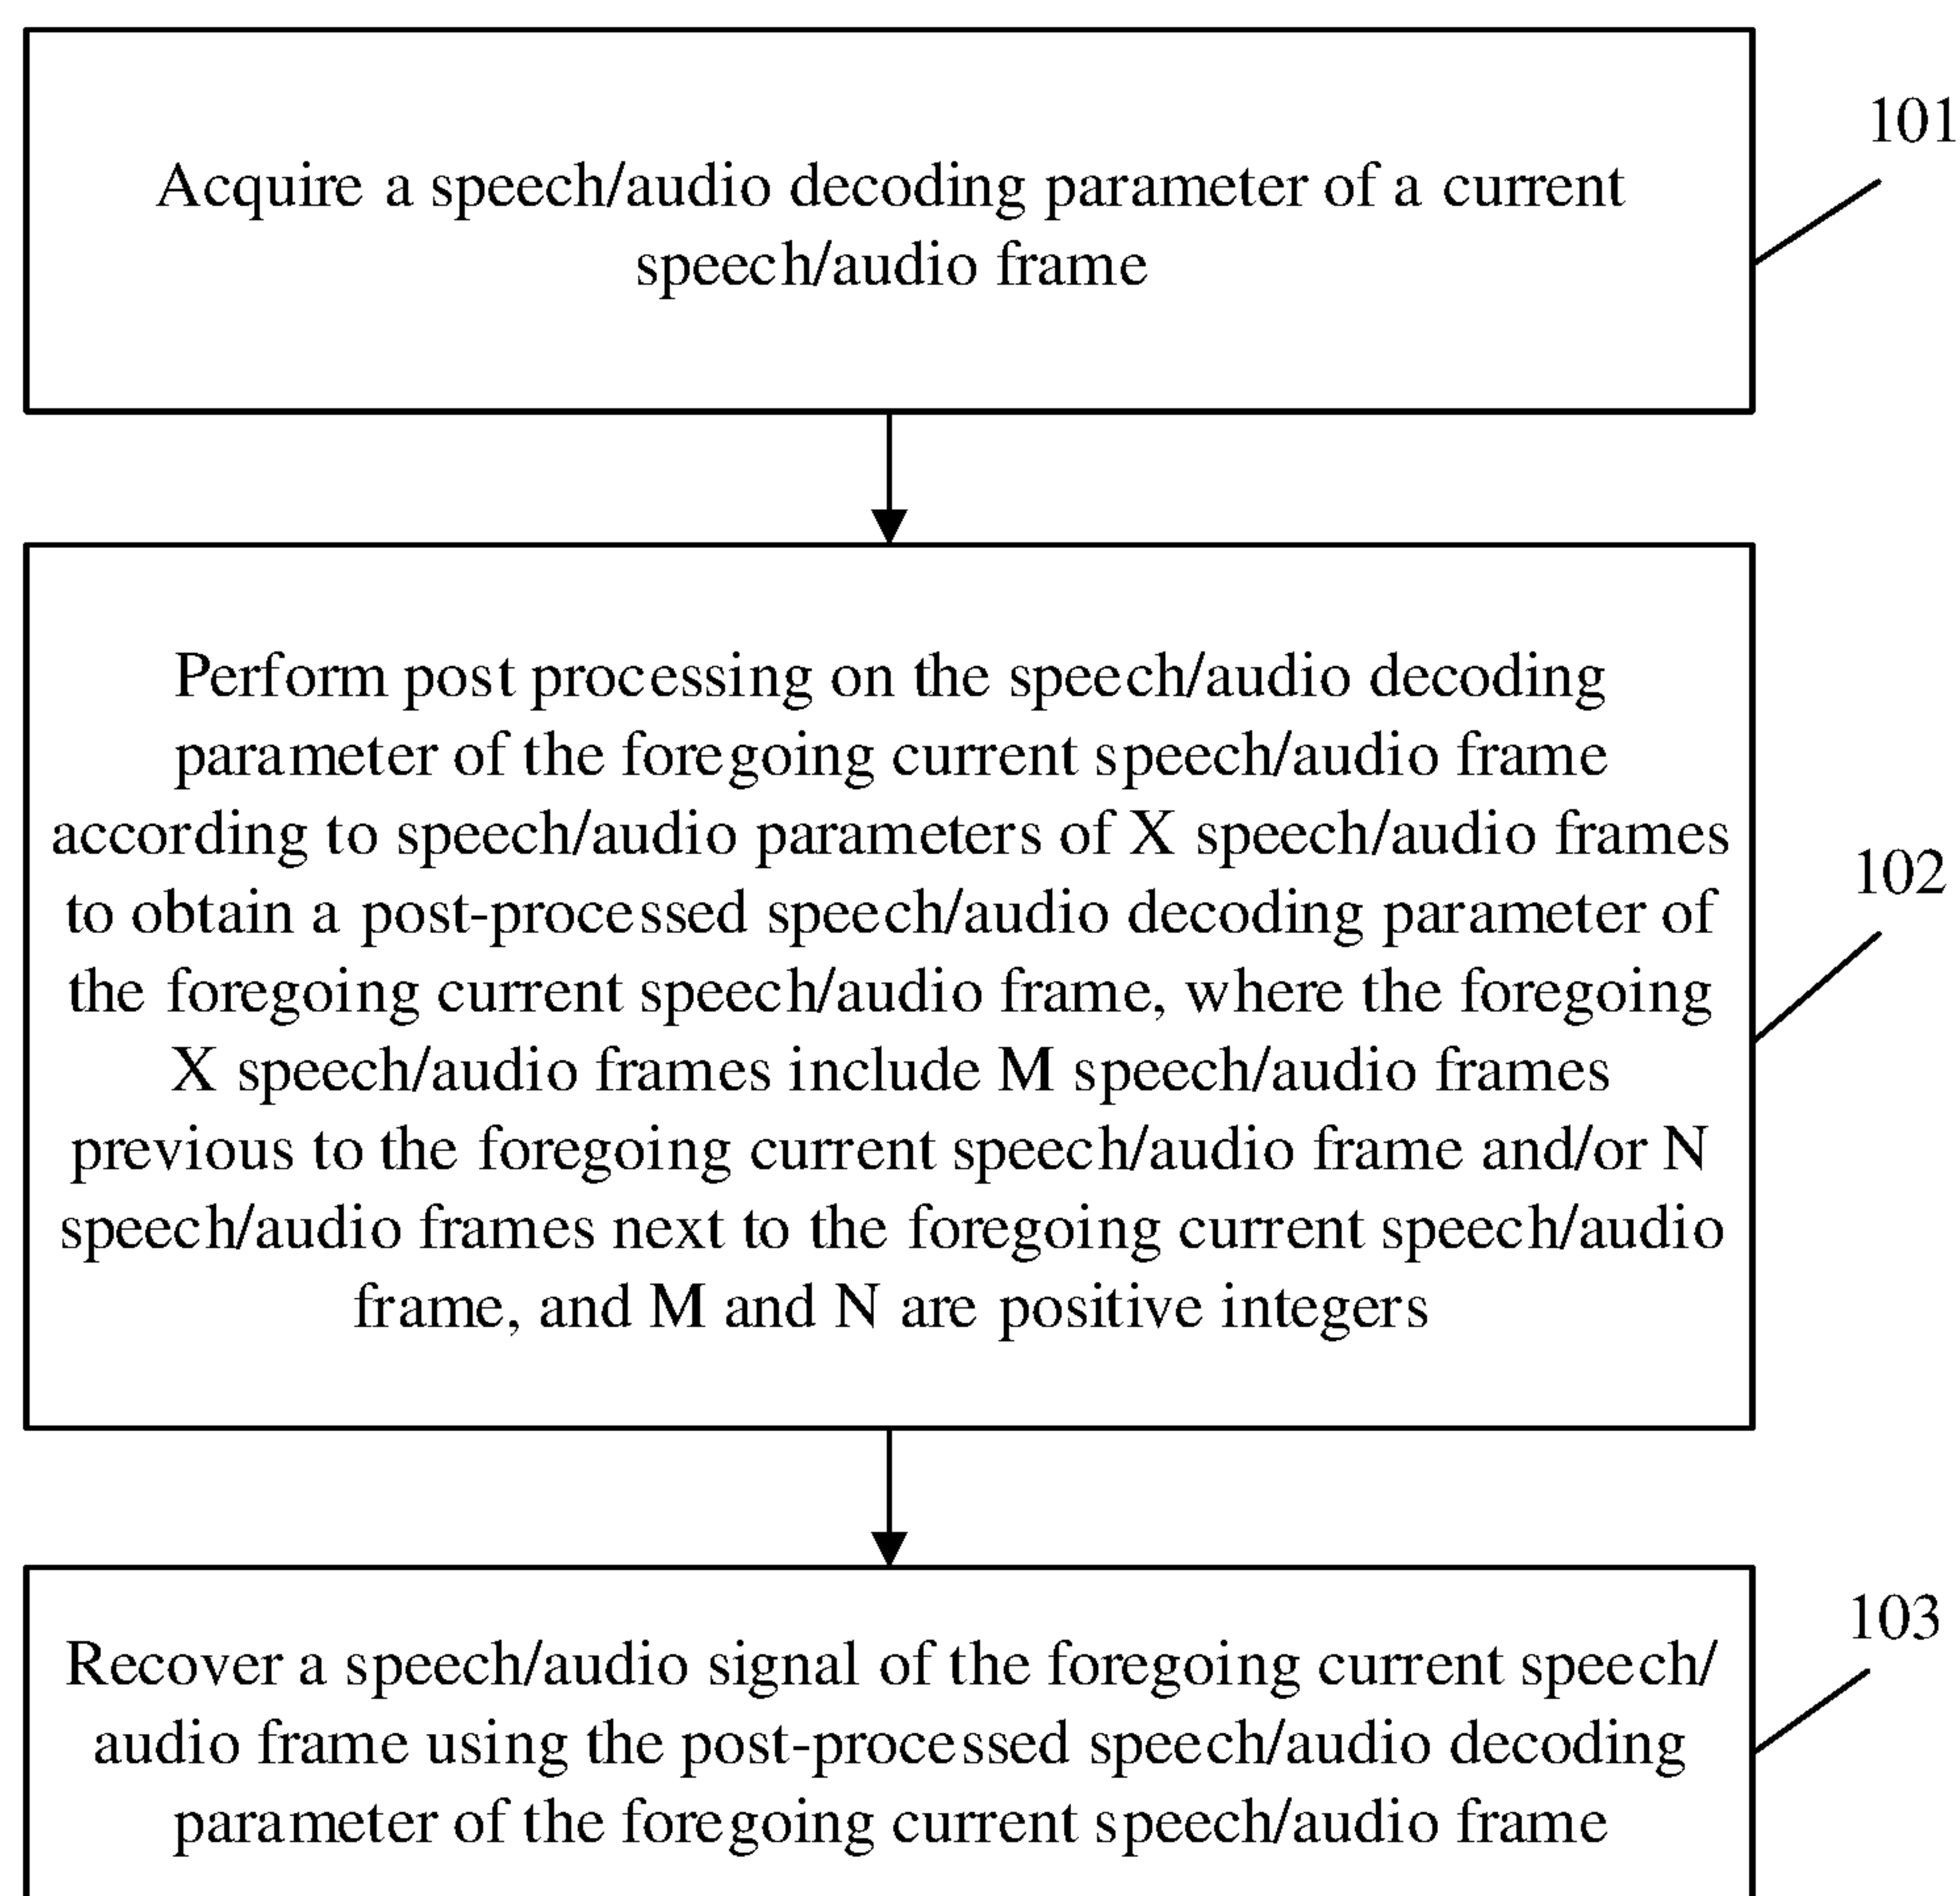 101
Acquire a speech/audio decoding parameter of a current
speech/audio frame
Perform post processing on the speech/audio decoding
parameter of the foregoing current speech/audio frame
according to speech/audio parameters of X speech/audio frames
to obtain a post-processed speech/audio decoding parameter of
the foregoing current speech/audio frame, where the foregoing
X speech/audio frames include M speech/audio frames
previous to the foregoing current speech/audio frame and/or N
speech/audio frames next to the foregoing current speech/audio
frame, and M and N are positive integers
102
Recover a speech/audio signal of the foregoing current speech/
audio frame using the post-processed speech/audio decoding
parameter of the foregoing current speech/audio frame
103